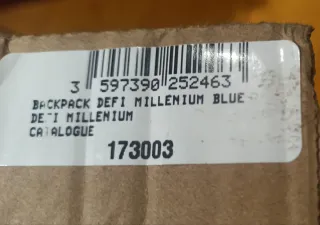 3 597390 252463
BACKPACK DEFI MILLENIUM BLUE
DEFI MILLENIUM
CATALOGUE
173003